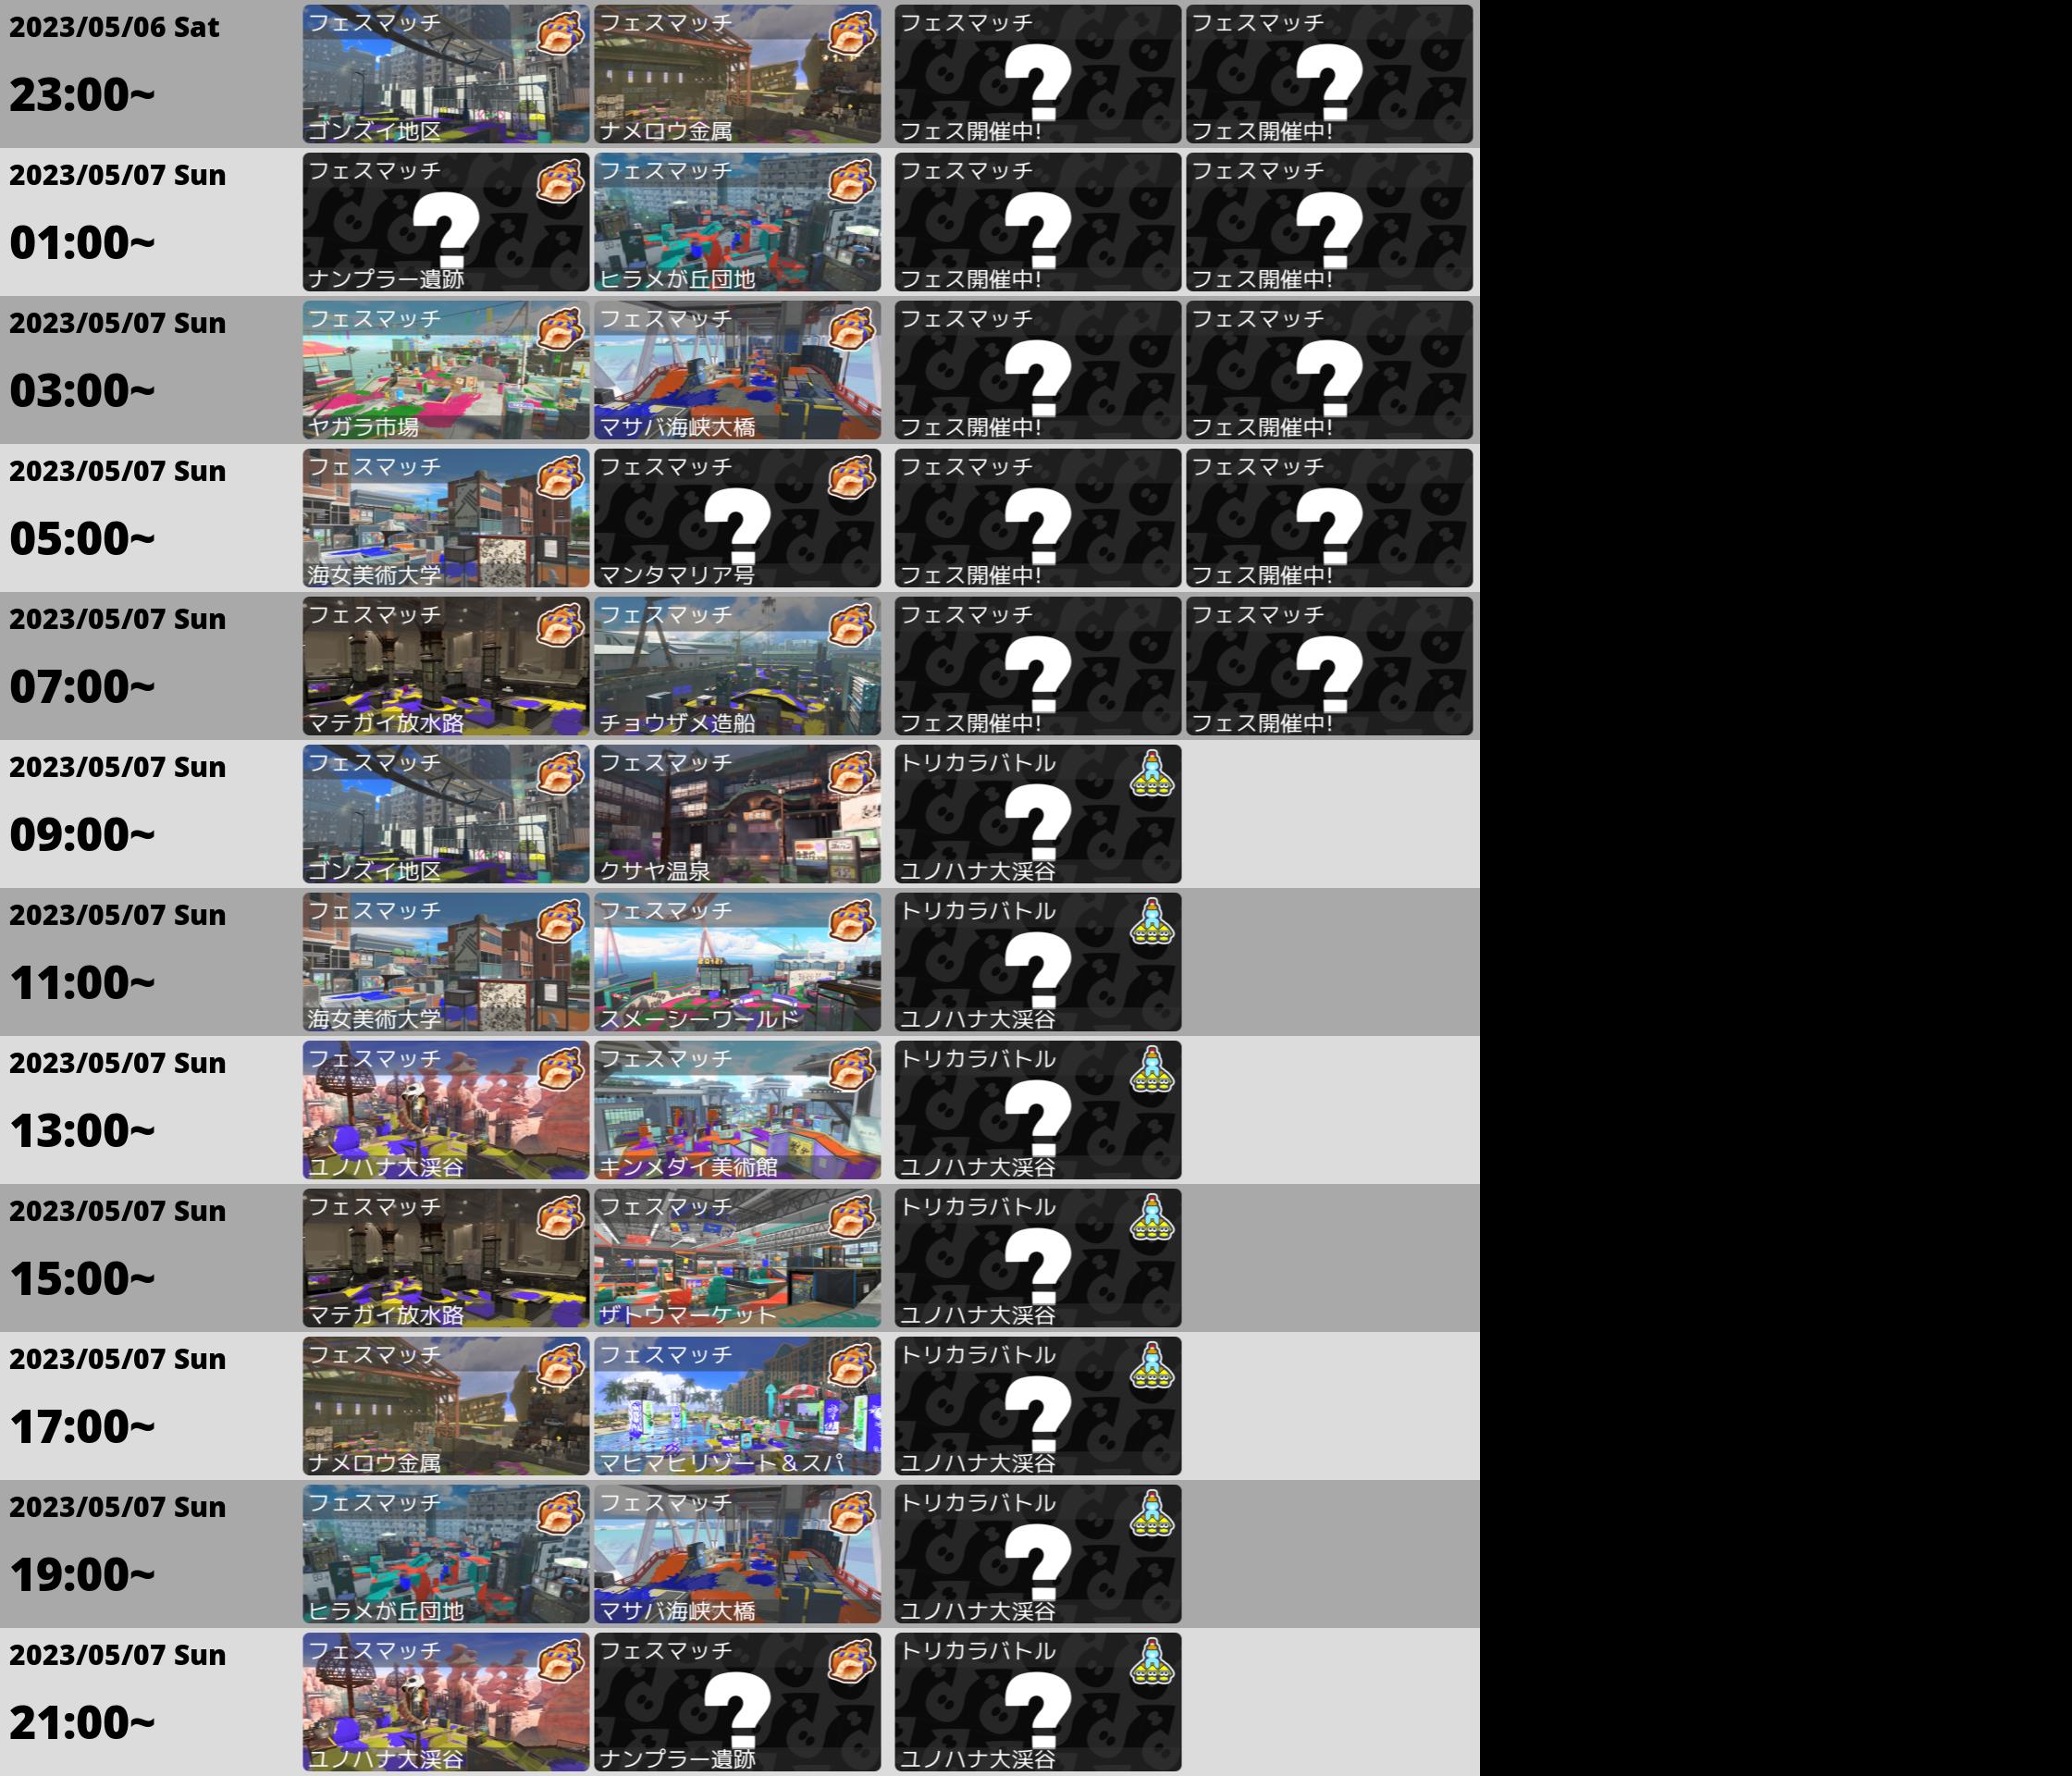 2023/05/06 Sat
23:00~
フェスマッチ
ゴンズイ地区
フェスマッチ
ナメロウ金属
フェスマッチ
フェス開催中!
フェスマッチ
フェス開催中!
2023/05/07 Sun
01:00~
フェスマッチ
ナンプラー遺跡
フェスマッチ
ヒラメが丘団地
フェスマッチ
フェス開催中!
フェスマッチ
フェス開催中!
2023/05/07 Sun
03:00~
フェスマッチ
ヤガラ市場
フェスマッチ
マサバ海峡大橋
フェスマッチ
フェス開催中!
フェスマッチ
フェス開催中!
2023/05/07 Sun
05:00~
フェスマッチ
海女美術大学
フェスマッチ
マンタマリア号
フェスマッチ
フェス開催中!
フェスマッチ
フェス開催中!
2023/05/07 Sun
07:00~
フェスマッチ
マテガイ放水路
フェスマッチ
チョウザメ造船
フェスマッチ
フェス開催中!
フェスマッチ
フェス開催中!
2023/05/07 Sun
09:00~
フェスマッチ
ゴンズイ地区
フェスマッチ
クサヤ温泉
トリカラバトル
ユノハナ大渓谷
2023/05/07 Sun
11:00~
フェスマッチ
海女美術大学
フェスマッチ
スメーシーワールド
トリカラバトル
ユノハナ大渓谷
2023/05/07 Sun
13:00~
フェスマッチ
ユノハナ大渓谷
フェスマッチ
キンメダイ美術館
トリカラバトル
ユノハナ大渓谷
2023/05/07 Sun
15:00~
フェスマッチ
マテガイ放水路
フェスマッチ
ザトウマーケット
トリカラバトル
ユノハナ大渓谷
2023/05/07 Sun
17:00~
フェスマッチ
ナメロウ金属
フェスマッチ
マヒマヒリゾート＆スパ
トリカラバトル
ユノハナ大渓谷
2023/05/07 Sun
19:00~
フェスマッチ
ヒラメが丘団地
フェスマッチ
マサバ海峡大橋
トリカラバトル
ユノハナ大渓谷
2023/05/07 Sun
21:00~
フェスマッチ
ユノハナ大渓谷
フェスマッチ
ナンプラー遺跡
トリカラバトル
ユノハナ大渓谷